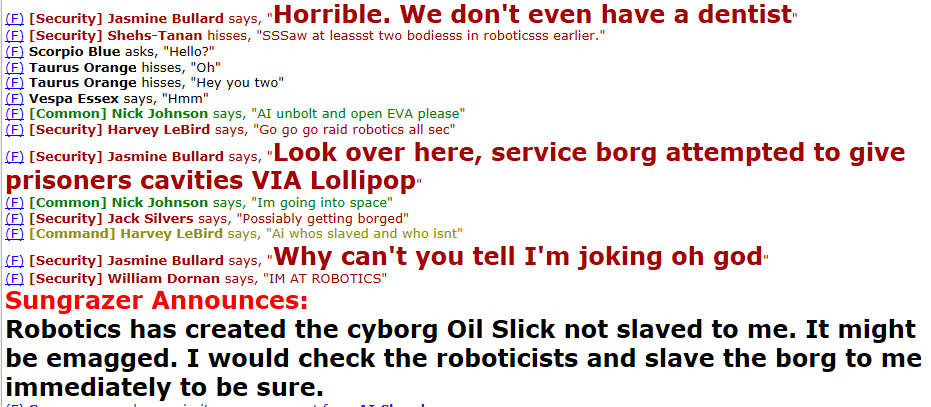 (F) [Security] Jasmine Bullard says, "Horrible. We don't even have a dentist"
(F) [Security] Shehs-Tanan hisses, "SSSaw at leassst two bodiesss in roboticsss earlier."
(F) Scorpio Blue asks, "Hello?"
(F) Taurus Orange hisses, "Oh"
(F) Taurus Orange hisses, "Hey you two"
(F) Vespa Essex says, "Hmm"
(F) [Common] Nick Johnson says, "AI unbolt and open EVA please"
(F) [Security] Harvey LeBird says, "Go go go raid robotics all sec"
(F) [Security] Jasmine Bullard says, "Look over here, service borg attempted to give
prisoners cavities VIA Lollipop"
(F) [Common] Nick Johnson says, "Im going into space"
(F) [Security] Jack Silvers says, "Possiably getting borged"
(F) [Command] Harvey LeBird says, "Ai whos slaved and who isnt"
(F) [Security] Jasmine Bullard says, "Why can't you tell I'm joking oh god"
(F) [Security] William Dornan says, "IM AT ROBOTICS"
Sungrazer Announces:
Robotics has created the cyborg Oil Slick not slaved to me. It might
be emagged. I would check the roboticists and slave the borg to me
immediately to be sure.